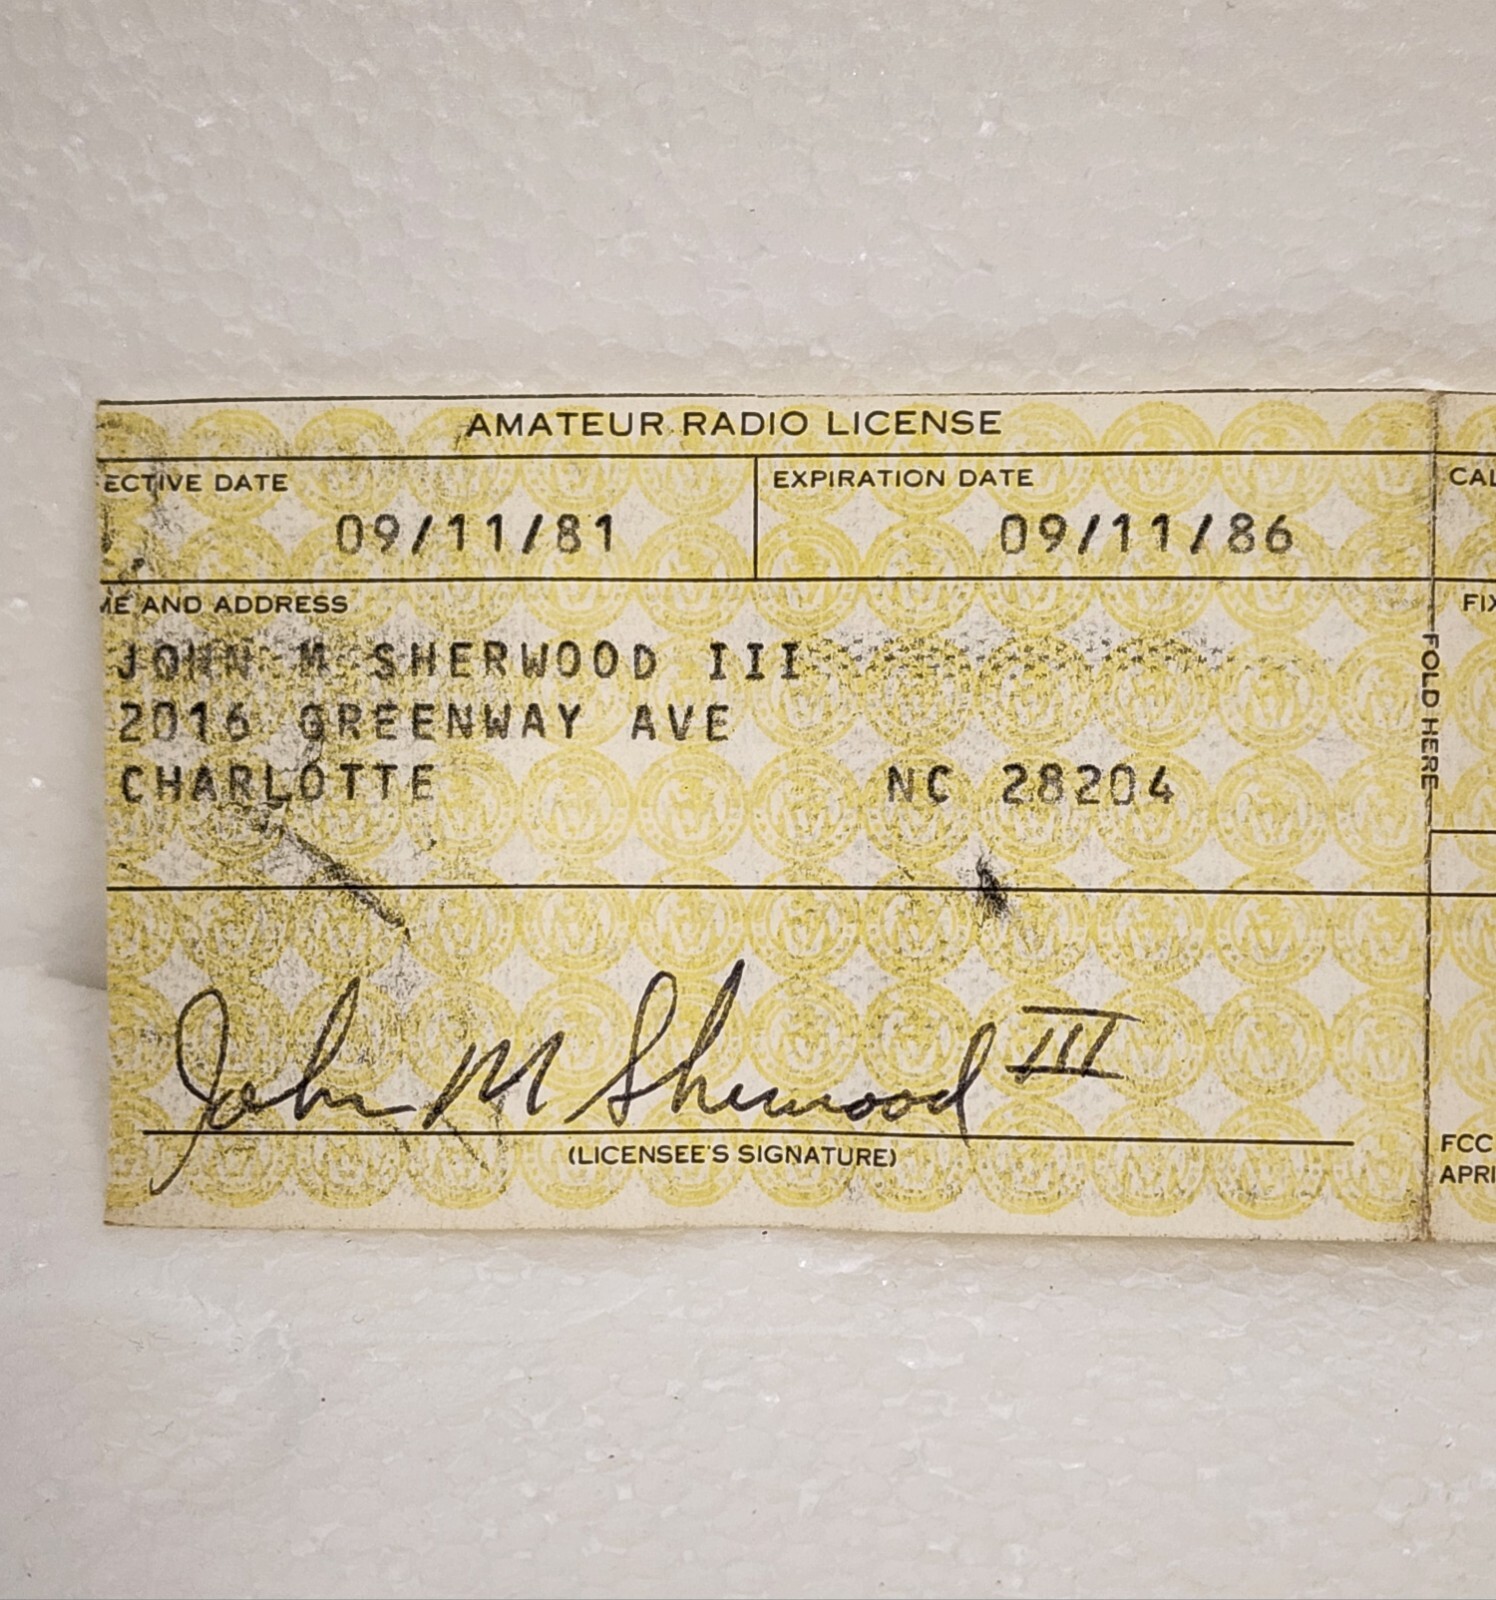 AMATEUR RADIO LICENSE
ECTIVE DATE EXPIRATION DATE CAL
09/11/81 09/11/86
ME AND ADDRESS FIX
JOHN M SHERWOOD III
2016 GREENWAY AVE
CHARLOTTE NC 28204
FOLD HERE
John M Sherwood III
(LICENSEE'S SIGNATURE)
FCC
APRI